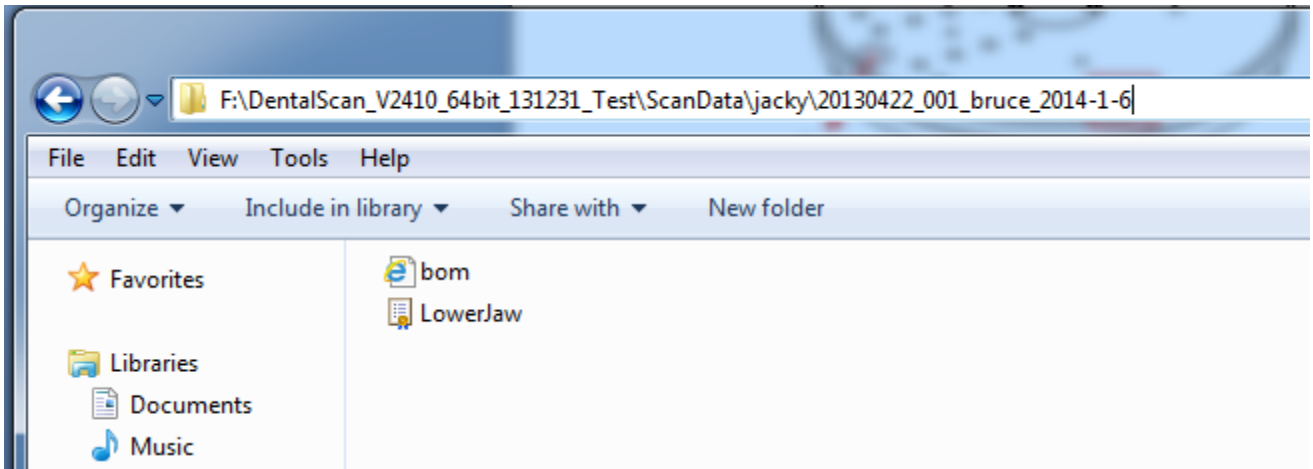 F:\DentalScan_V2410_64bit_131231_Test\ScanData\jacky\20130422_001_bruce_2014-1-6
File Edit View Tools Help
Organize Include in library Share with New folder
Favorites
bom
LowerJaw
Libraries
Documents
Music